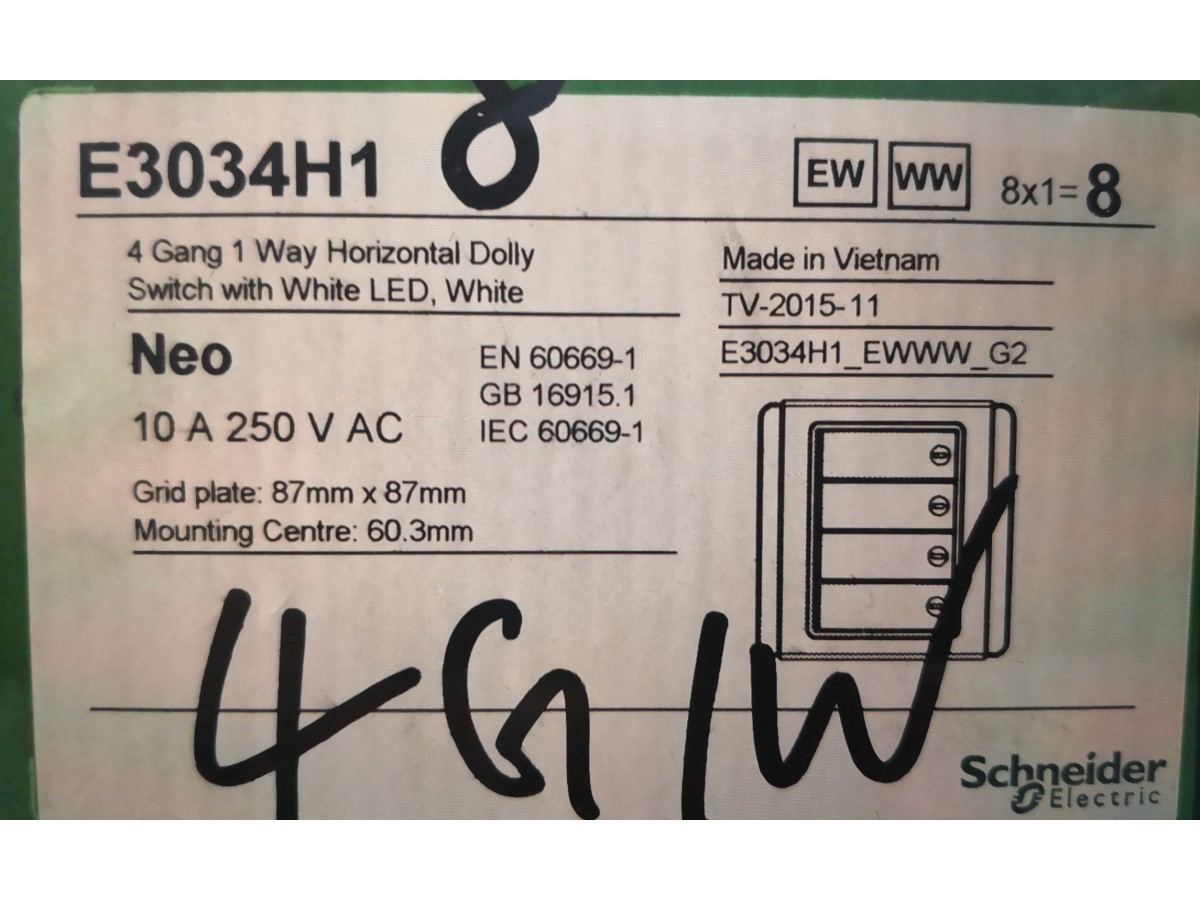 E3034H1 8 EW WW 8x1=8
4 Gang 1 Way Horizontal Dolly
Switch with White LED, White
Made in Vietnam
TV-2015-11
E3034H1_EWWW_G2
Neo
10 A 250 V AC
EN 60669-1
GB 16915.1
IEC 60669-1
Grid plate: 87mm x 87mm
Mounting Centre: 60.3mm
4G1W
Schneider
Electric